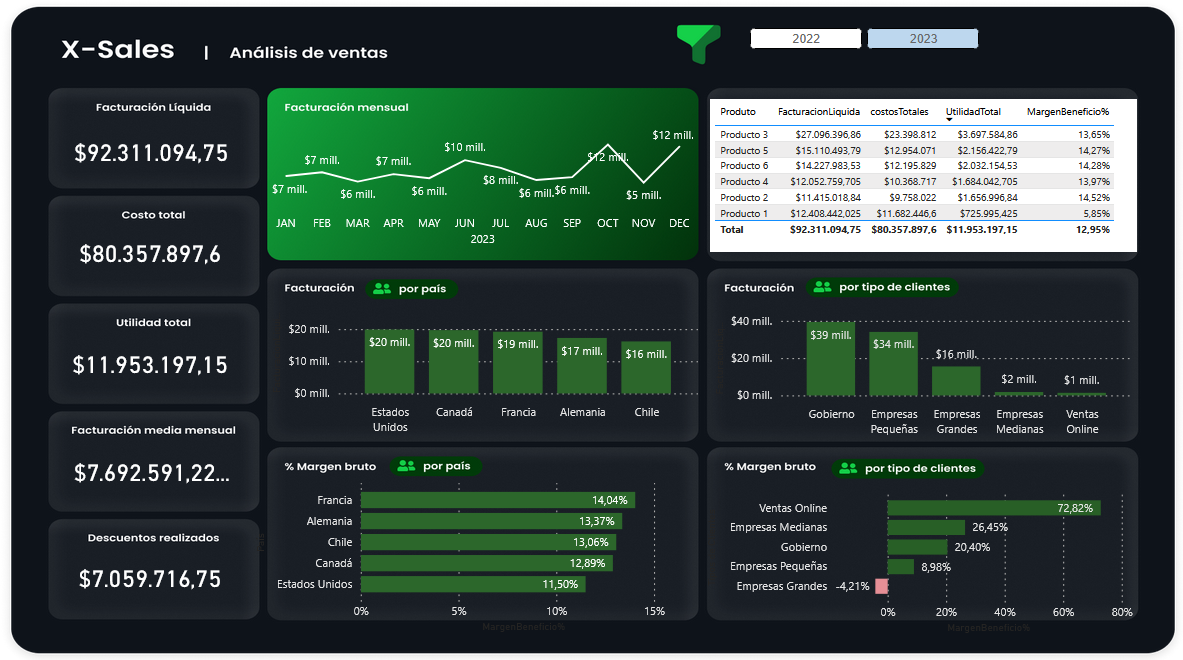 X-Sales | Análisis de ventas
2022
2023
Facturación Líquida
$92.311.094,75
Costo total
$80.357.897,6
Utilidad total
$11.953.197,15
Facturación media mensual
$7.692.591,22...
Descuentos realizados
$7.059.716,75
Facturación mensual
$7 mill.
$7 mill.
$6 mill.
$7 mill.
$6 mill.
$10 mill.
$8 mill.
$6 mill.
$6 mill.
$12 mill.
$5 mill.
$12 mill.
JAN FEB MAR APR MAY JUN JUL AUG SEP OCT NOV DEC
2023
Produto FacturacionLiquida costosTotales UtilidadTotal MargenBeneficio%
Producto 3 $27.096.396,86 $23.398.812 $3.697.584,86 13,65%
Producto 5 $15.110.493,79 $12.954.071 $2.156.422,79 14,27%
Producto 6 $14.227.983,53 $12.195.829 $2.032.154,53 14,28%
Producto 4 $12.052.759,705 $10.368.717 $1.684.042,705 13,97%
Producto 2 $11.415.018,84 $9.758.022 $1.656.996,84 14,52%
Producto 1 $12.408.442,025 $11.682.446,6 $725.995,425 5,85%
Total $92.311.094,75 $80.357.897,6 $11.953.197,15 12,95%
Facturación por país
$20 mill.
$10 mill.
$0 mill.
$20 mill. $20 mill. $19 mill. $17 mill. $16 mill.
Estados Unidos Canadá Francia Alemania Chile
Facturación por tipo de clientes
$40 mill.
$20 mill.
$0 mill.
$39 mill. $34 mill. $16 mill. $2 mill. $1 mill.
Gobierno Empresas Pequeñas Empresas Grandes Empresas Medianas Ventas Online
% Margen bruto por país
Francia 14,04%
Alemania 13,37%
Chile 13,06%
Canadá 12,89%
Estados Unidos 11,50%
0% 5% 10% 15%
MargenBeneficio%
País
% Margen bruto por tipo de clientes
Ventas Online 72,82%
Empresas Medianas 26,45%
Gobierno 20,40%
Empresas Pequeñas 8,98%
Empresas Grandes -4,21%
0% 20% 40% 60% 80%
MargenBeneficio%